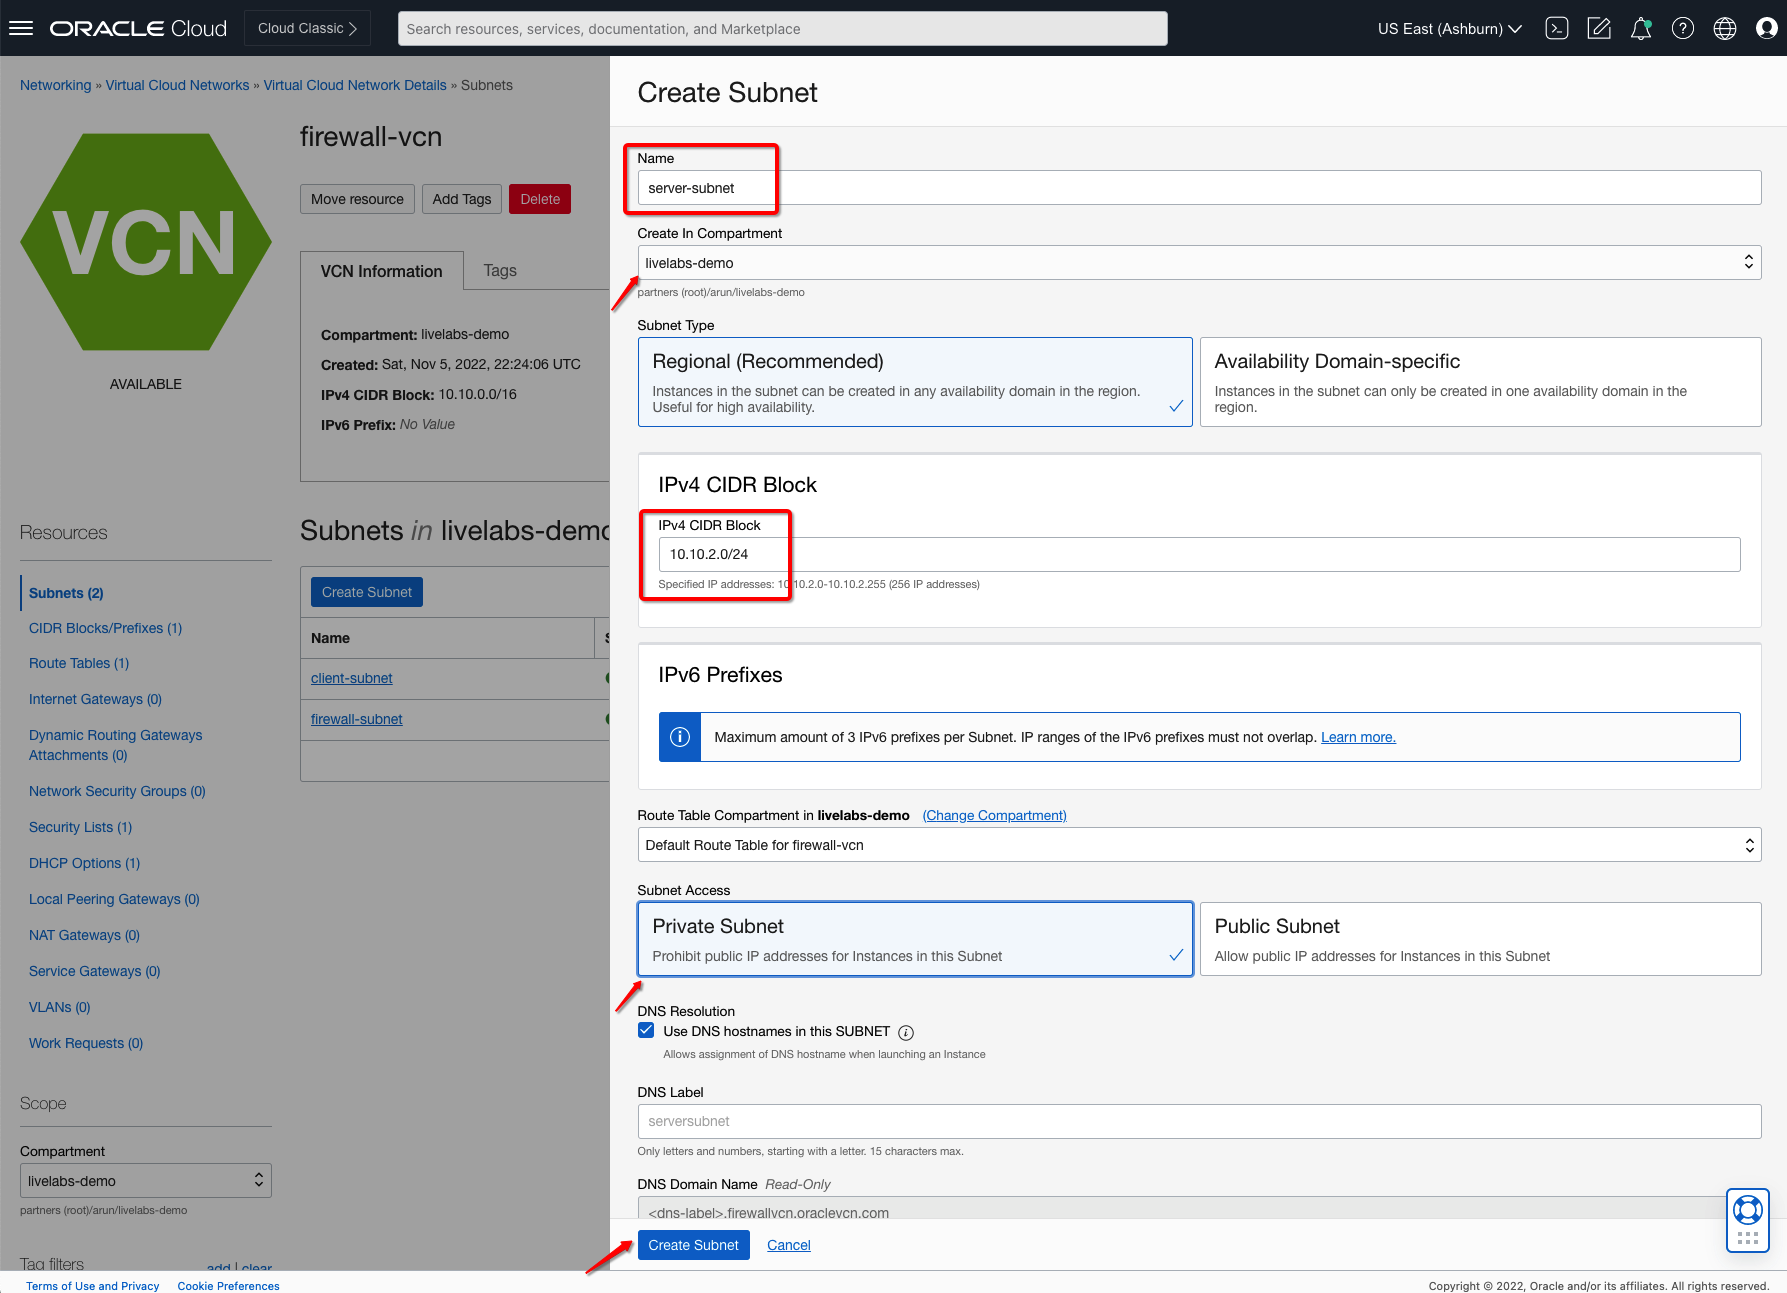 ORACLE Cloud
Cloud Classic
Search resources, services, documentation, and Marketplace
US East (Ashburn)
Networking » Virtual Cloud Networks » Virtual Cloud Network Details » Subnets
VCN
AVAILABLE
firewall-vcn
Move resource
Add Tags
Delete
VCN Information
Tags
Compartment: livelabs-demo
Created: Sat, Nov 5, 2022, 22:24:06 UTC
IPv4 CIDR Block: 10.10.0.0/16
IPv6 Prefix: No Value
Resources
Subnets (2)
CIDR Blocks/Prefixes (1)
Route Tables (1)
Internet Gateways (0)
Dynamic Routing Gateways
Attachments (0)
Network Security Groups (0)
Security Lists (1)
DHCP Options (1)
Local Peering Gateways (0)
NAT Gateways (0)
Service Gateways (0)
VLANs (0)
Work Requests (0)
Scope
Compartment
livelabs-demo
partners (root)/arun/livelabs-demo
Tag filters
add | clear
Subnets in livelabs-demo
Create Subnet
Name
client-subnet
firewall-subnet
Create Subnet
Name
server-subnet
Create In Compartment
livelabs-demo
partners (root)/arun/livelabs-demo
Subnet Type
Regional (Recommended)
Instances in the subnet can be created in any availability domain in the region.
Useful for high availability.
Availability Domain-specific
Instances in the subnet can only be created in one availability domain in the
region.
IPv4 CIDR Block
IPv4 CIDR Block
10.10.2.0/24
Specified IP addresses: 10.10.2.0-10.10.2.255 (256 IP addresses)
IPv6 Prefixes
Maximum amount of 3 IPv6 prefixes per Subnet. IP ranges of the IPv6 prefixes must not overlap. Learn more.
Route Table Compartment in livelabs-demo (Change Compartment)
Default Route Table for firewall-vcn
Subnet Access
Private Subnet
Prohibit public IP addresses for Instances in this Subnet
Public Subnet
Allow public IP addresses for Instances in this Subnet
DNS Resolution
Use DNS hostnames in this SUBNET
Allows assignment of DNS hostname when launching an Instance
DNS Label
serversubnet
Only letters and numbers, starting with a letter. 15 characters max.
DNS Domain Name Read-Only
<dns-label>.firewallvcn.oraclevcn.com
Create Subnet
Cancel
Terms of Use and Privacy
Cookie Preferences
Copyright © 2022, Oracle and/or its affiliates. All rights reserved.